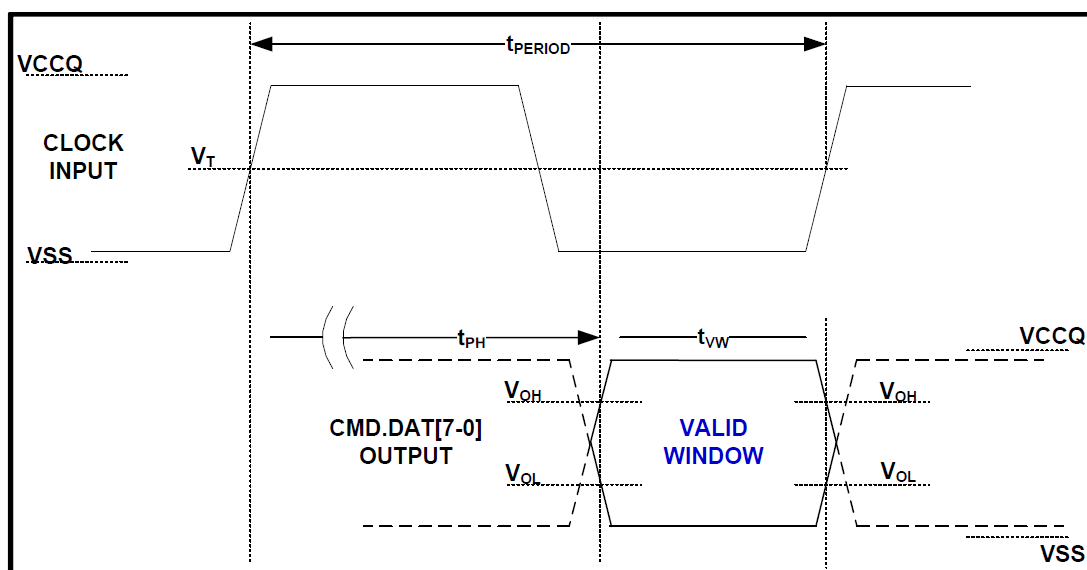 tPERIOD
VCCQ
CLOCK
INPUT
VT
VSS
tPH
tVW
VCCQ
VOH
VOH
CMD.DAT[7-0]
OUTPUT
VALID
WINDOW
VOL
VOL
VSS